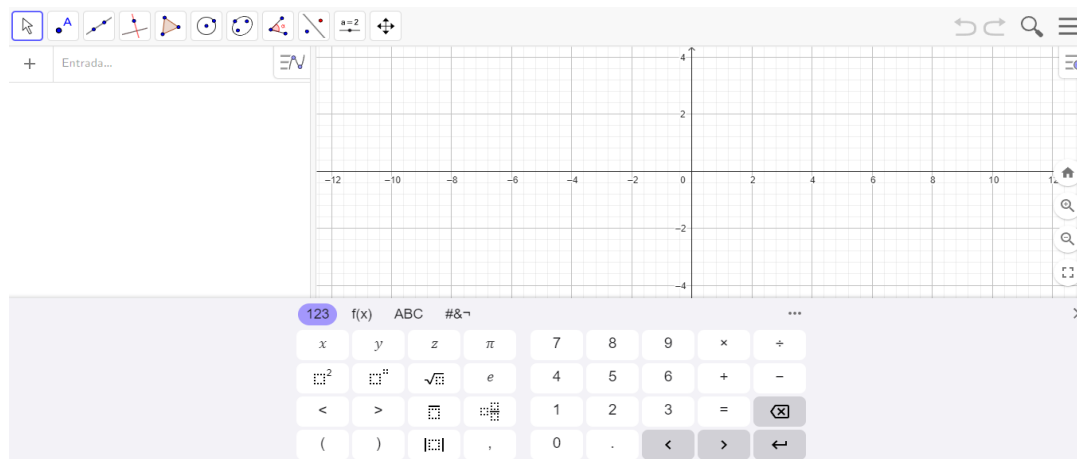 A
a=2
+ Entrada...
4
2
−12 −10 −8 −6 −4 −2 0 2 4 6 8 10
−2
−4
123 f(x) ABC #&¬ ...
x y z π 7 8 9 × ÷
□² □□ √□ e 4 5 6 + −
< > 1 2 3 =
( ) |□| , 0 . < >